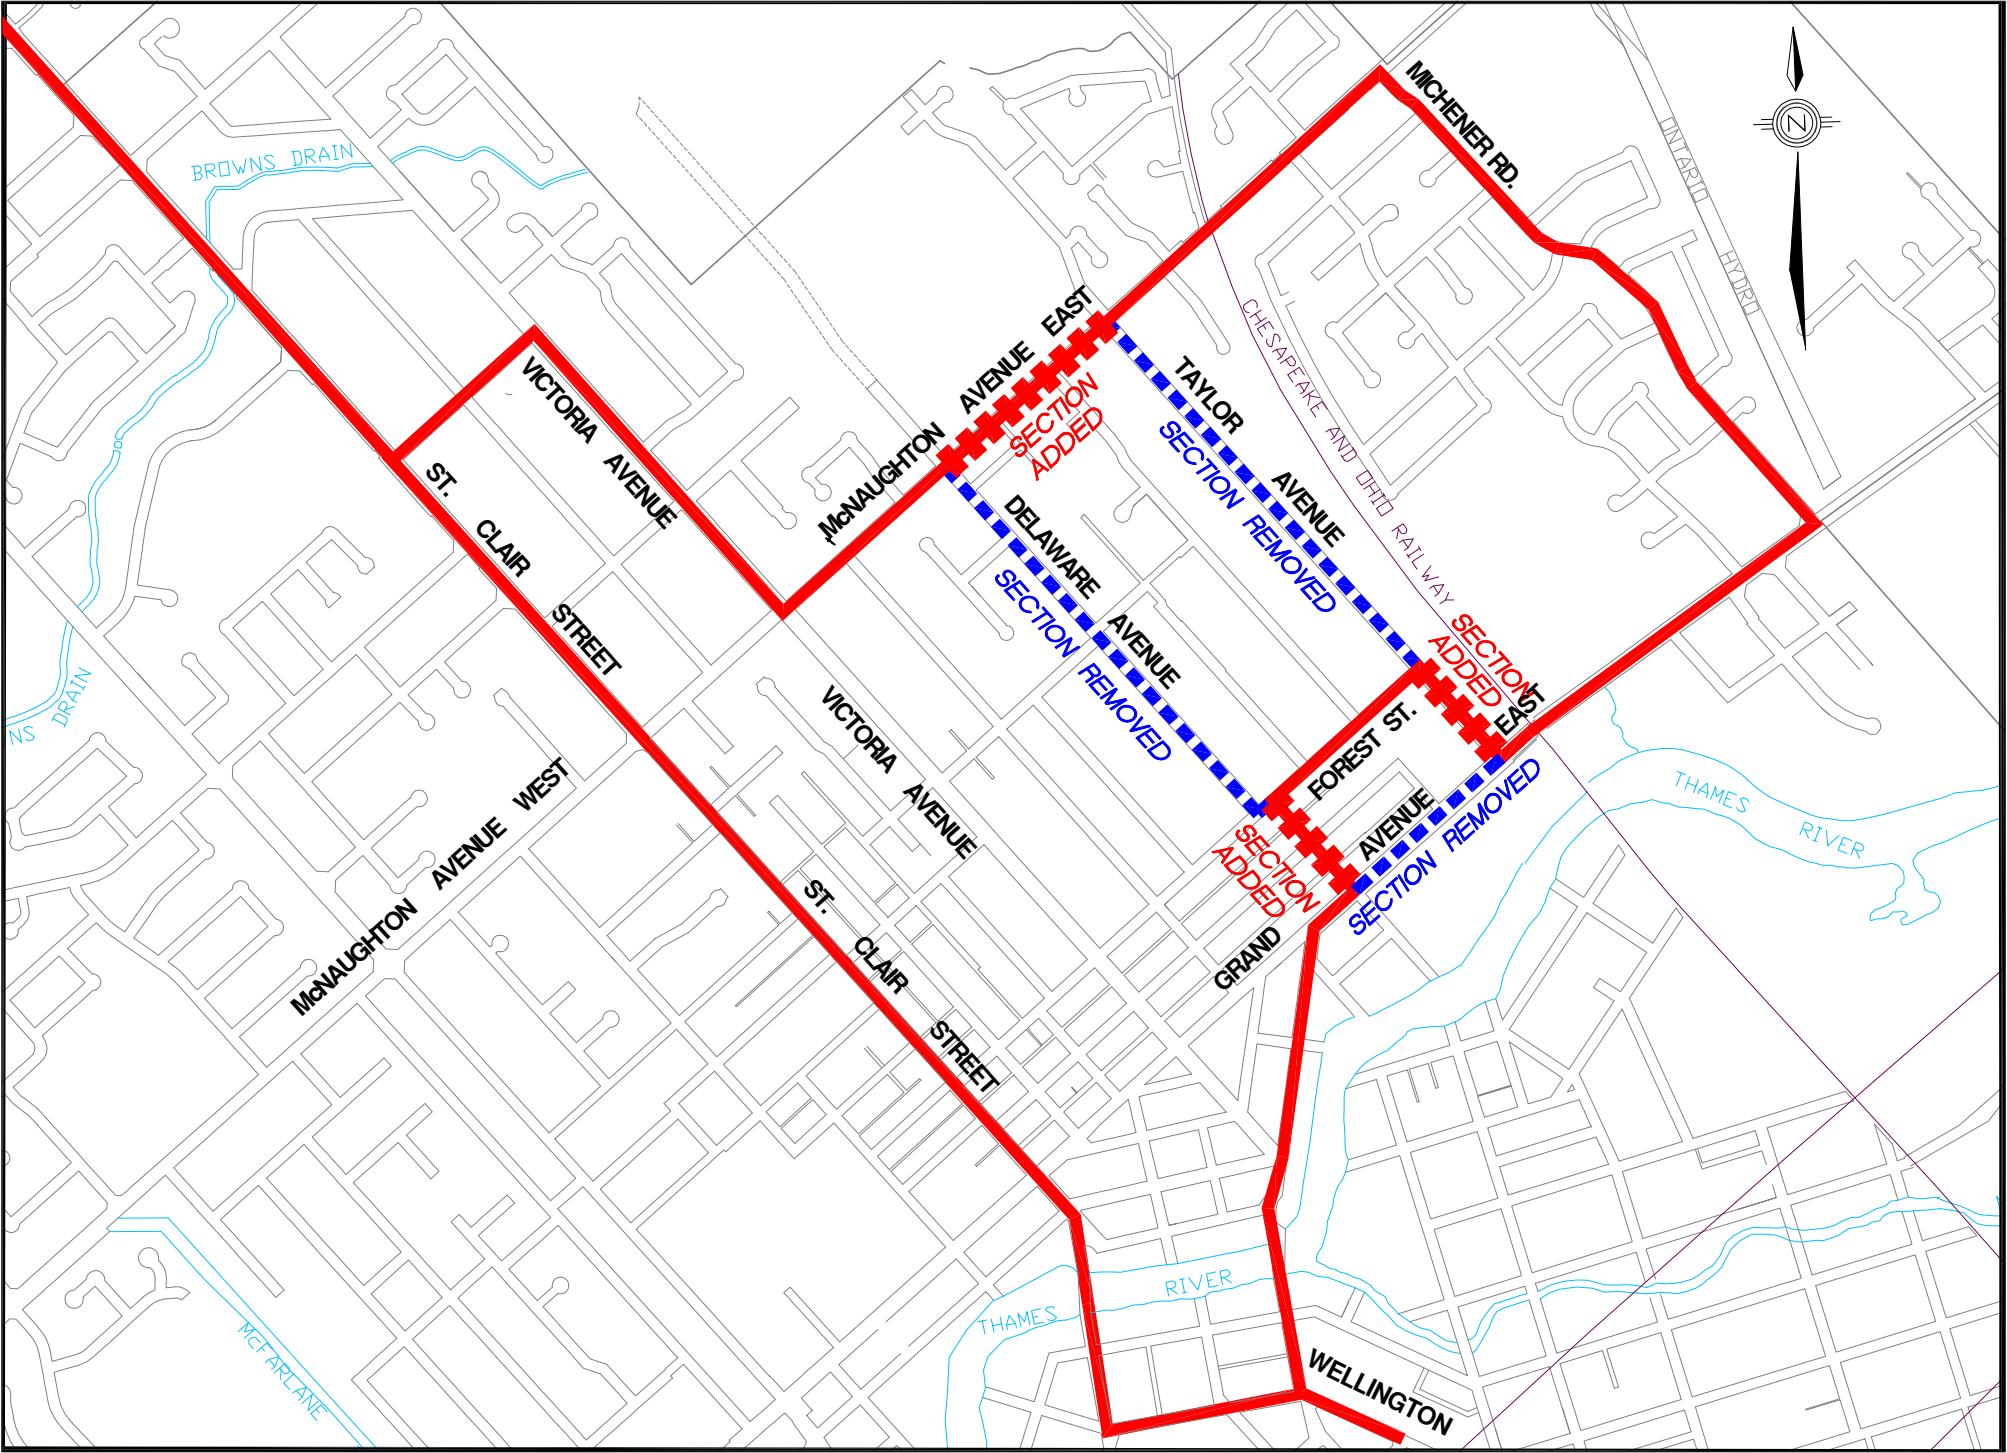 MICHENER RD.
N
ONTARIO
HYDRO
BROWNS DRAIN
CHESAPEAKE AND OHIO RAILWAY
McNAUGHTON AVENUE EAST
SECTION
ADDED
TAYLOR AVENUE
SECTION REMOVED
VICTORIA AVENUE
ST. CLAIR STREET
DELAWARE AVENUE
SECTION REMOVED
SECTION
ADDED
FOREST ST.
NS DRAIN
VICTORIA AVENUE
McNAUGHTON AVENUE WEST
GRAND AVENUE EAST
SECTION REMOVED
SECTION
ADDED
THAMES RIVER
ST. CLAIR STREET
THAMES RIVER
McFARLANE
WELLINGTON